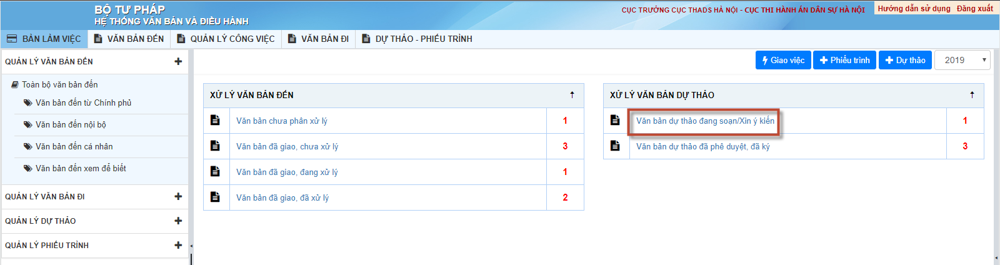 BỘ TƯ PHÁP
HỆ THỐNG VĂN BẢN VÀ ĐIỀU HÀNH
CỤC TRƯỞNG CỤC THADS HÀ NỘI - CỤC THI HÀNH ÁN DÂN SỰ HÀ NỘI
Hướng dẫn sử dụng Đăng xuất
BÀN LÀM VIỆC VĂN BẢN ĐẾN QUẢN LÝ CÔNG VIỆC VĂN BẢN ĐI DỰ THẢO - PHIẾU TRÌNH
QUẢN LÝ VĂN BẢN ĐẾN
Toàn bộ văn bản đến
Văn bản đến từ Chính phủ
Văn bản đến nội bộ
Văn bản đến cá nhân
Văn bản đến xem để biết
QUẢN LÝ VĂN BẢN ĐI
QUẢN LÝ DỰ THẢO
QUẢN LÝ PHIẾU TRÌNH
Giao việc Phiếu trình Dự thảo 2019
XỬ LÝ VĂN BẢN ĐẾN
Văn bản chưa phân xử lý 1
Văn bản đã giao, chưa xử lý 3
Văn bản đã giao, đang xử lý 1
Văn bản đã giao, đã xử lý 2
XỬ LÝ VĂN BẢN DỰ THẢO
Văn bản dự thảo đang soạn/Xin ý kiến 1
Văn bản dự thảo đã phê duyệt, đã ký 3